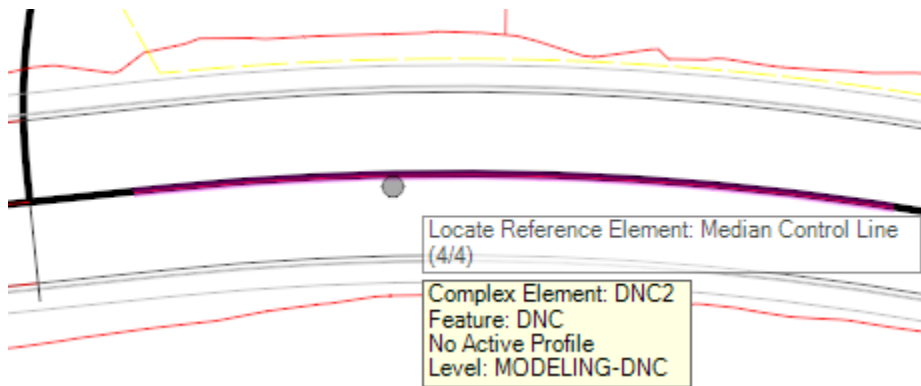 Locate Reference Element: Median Control Line
(4/4)
Complex Element: DNC2
Feature: DNC
No Active Profile
Level: MODELING-DNC